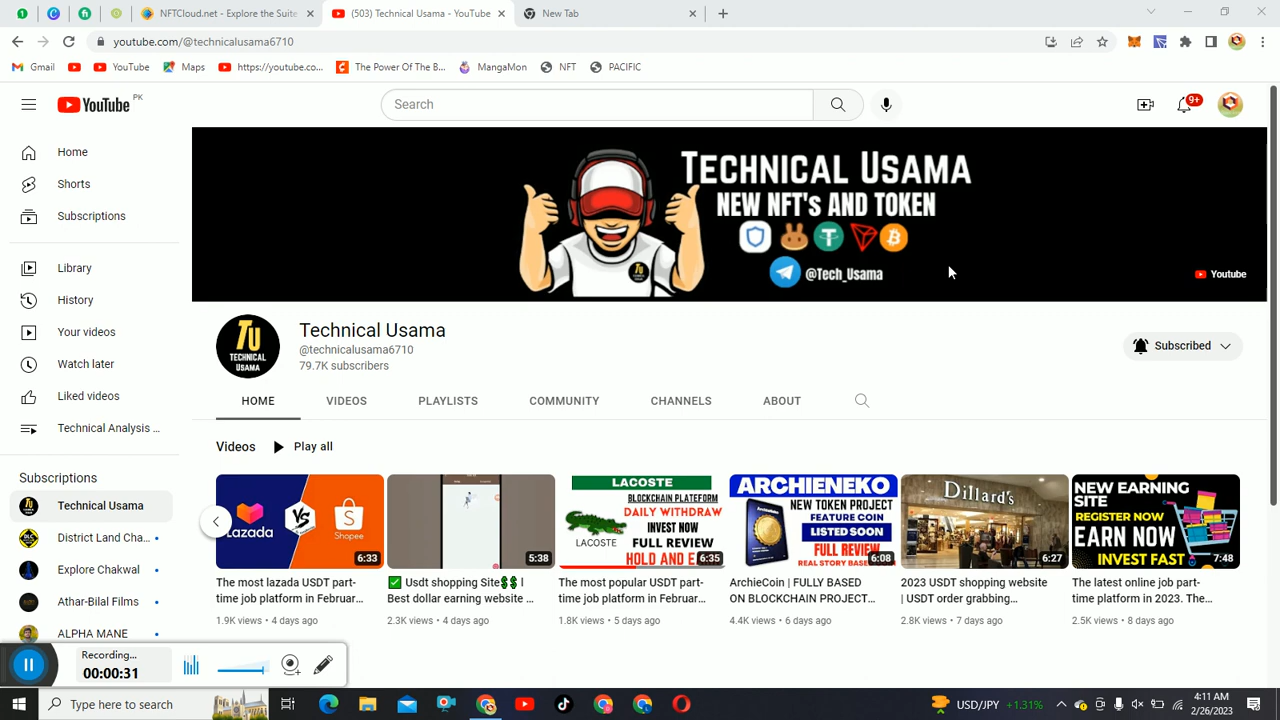 NFTCloud.net - Explore the Suite
(503) Technical Usama - YouTube
New Tab
youtube.com/@technicalusama6710
Gmail
YouTube
Maps
https://youtube.co...
The Power Of The B...
MangaMon
NFT
PACIFIC
YouTube PK
Search
9+
Home
Shorts
Subscriptions
Library
History
Your videos
Watch later
Liked videos
Technical Analysis ...
Subscriptions
Technical Usama
District Land Cha...
Explore Chakwal
Athar-Bilal Films
ALPHA MANE
TECHNICAL USAMA
NEW NFT's AND TOKEN
@Tech_Usama
Youtube
TU
TECHNICAL
USAMA
Technical Usama
@technicalusama6710
79.7K subscribers
Subscribed
HOME
VIDEOS
PLAYLISTS
COMMUNITY
CHANNELS
ABOUT
Videos
Play all
Lazada
VS
Shopee
6:33
The most lazada USDT part-
time job platform in Februar...
1.9K views • 4 days ago
5:38
✅ Usdt shopping Site💲💲 l
Best dollar earning website ...
2.3K views • 4 days ago
LACOSTE
BLOCKCHAIN PLATEFORM
DAILY WITHDRAW
INVEST NOW
FULL REVIEW
HOLD AND E
LACOSTE
6:35
The most popular USDT part-
time job platform in Februar...
1.8K views • 5 days ago
ARCHIENEKO
NEW TOKEN PROJECT
FEATURE COIN
LISTED SOON
FULL REVIEW
REAL STORY BASE
6:08
ArchieCoin | FULLY BASED
ON BLOCKCHAIN PROJECT...
4.4K views • 6 days ago
Dillard's
6:27
2023 USDT shopping website
| USDT order grabbing...
2.8K views • 7 days ago
NEW EARNING
SITE
REGISTER NOW
EARN NOW
INVEST FAST
7:48
The latest online job part-
time platform in 2023. The...
2.5K views • 8 days ago
Recording...
00:00:31
Type here to search
USD/JPY +1.31%
4:11 AM
2/26/2023